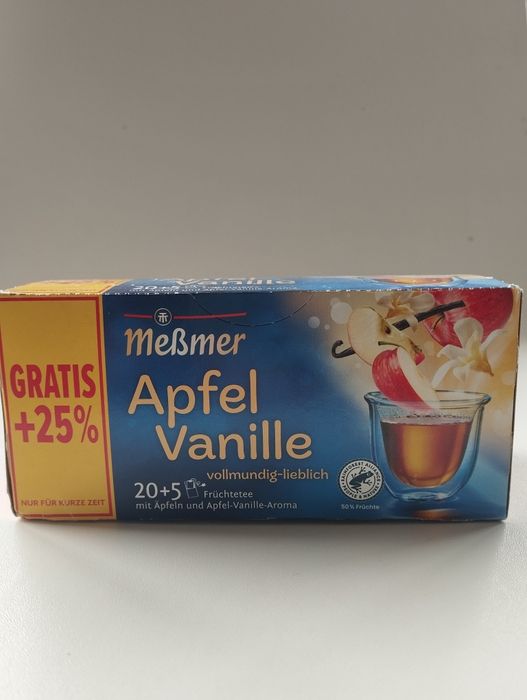 Vanille
Meßmer
GRATIS
+25%
NUR FÜR KURZE ZEIT
Apfel
Vanille
vollmundig-lieblich
20+5 Früchtetee
mit Äpfeln und Apfel-Vanille-Aroma
50% Früchte